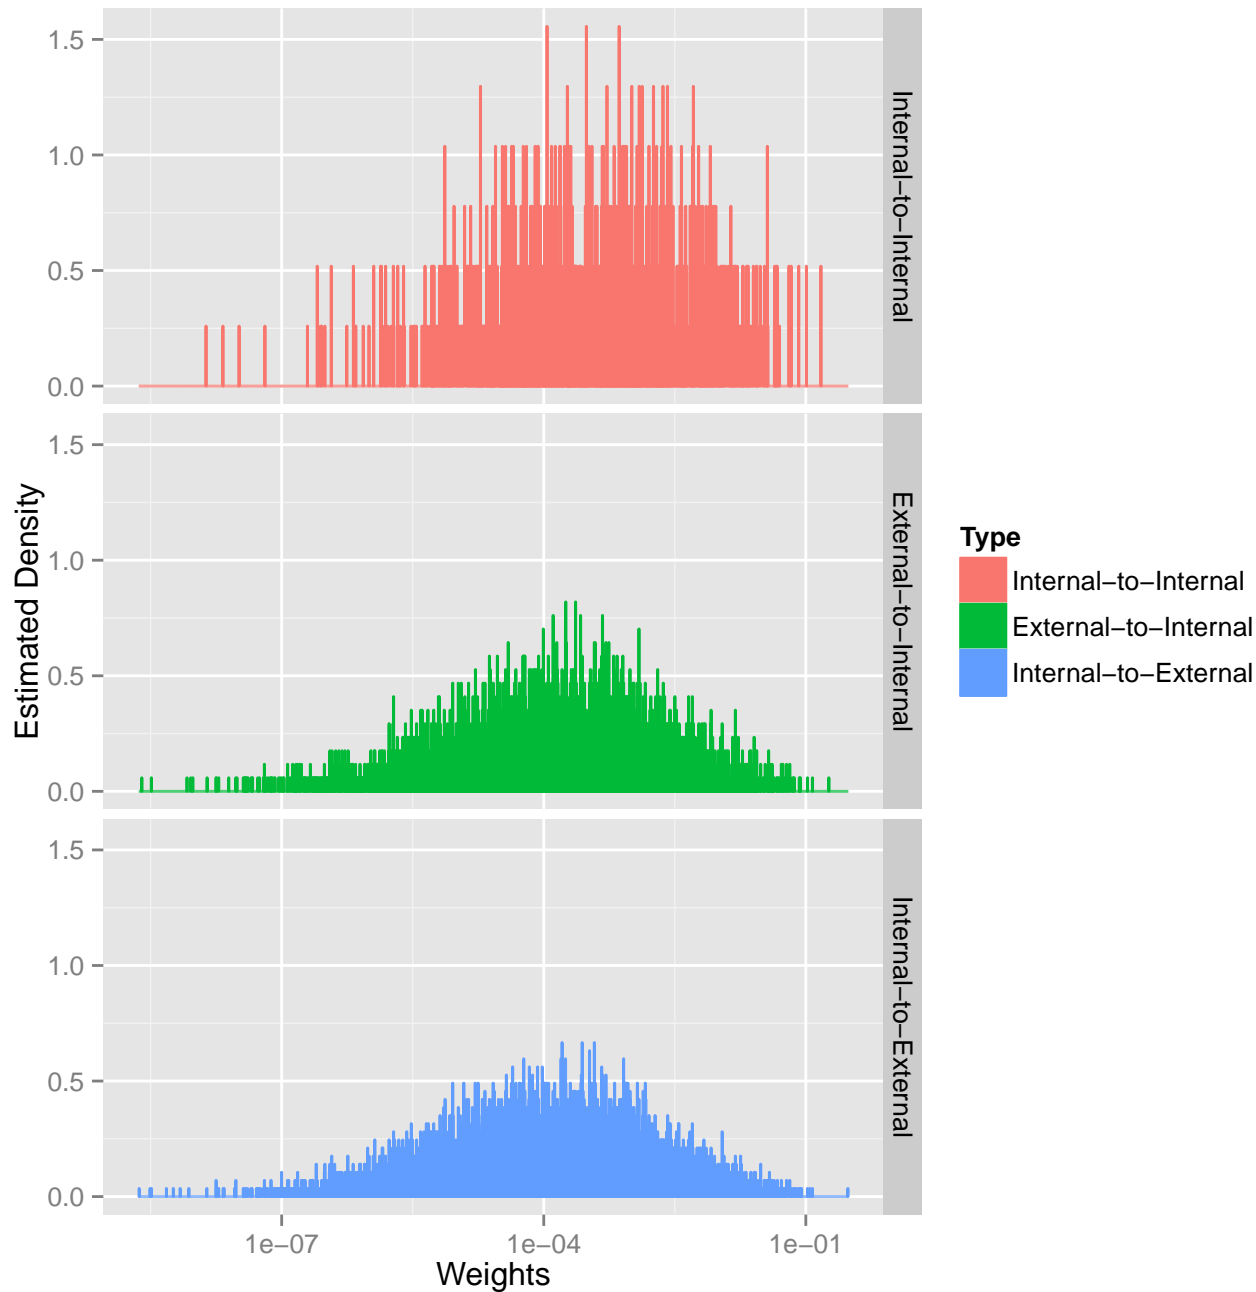 1.5
1.0
0.5
0.0
Internal−to−Internal
1.5
1.0
0.5
0.0
External−to−Internal
1.5
1.0
0.5
0.0
Internal−to−External
1e−07
1e−04
1e−01
Weights
Estimated Density
Type
Internal−to−Internal
External−to−Internal
Internal−to−External